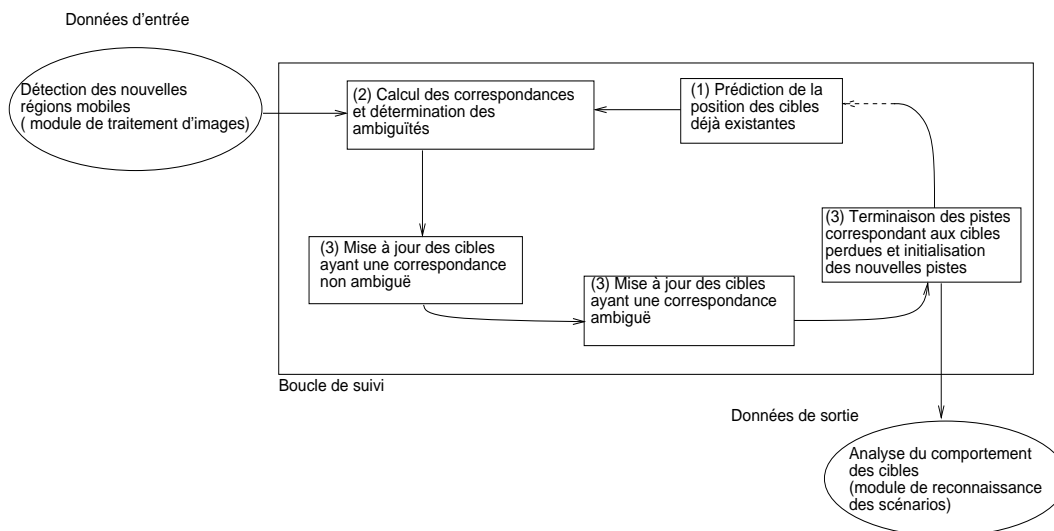 Données d'entrée
Détection des nouvelles
régions mobiles
( module de traitement d'images)
(2) Calcul des correspondances
et détermination des
ambiguïtés
(1) Prédiction de la
position des cibles
déjà existantes
(3) Mise à jour des cibles
ayant une correspondance
non ambiguë
(3) Mise à jour des cibles
ayant une correspondance
ambiguë
(3) Terminaison des pistes
correspondant aux cibles
perdues et initialisation
des nouvelles pistes
Boucle de suivi
Données de sortie
Analyse du comportement
des cibles
(module de reconnaissance
des scénarios)